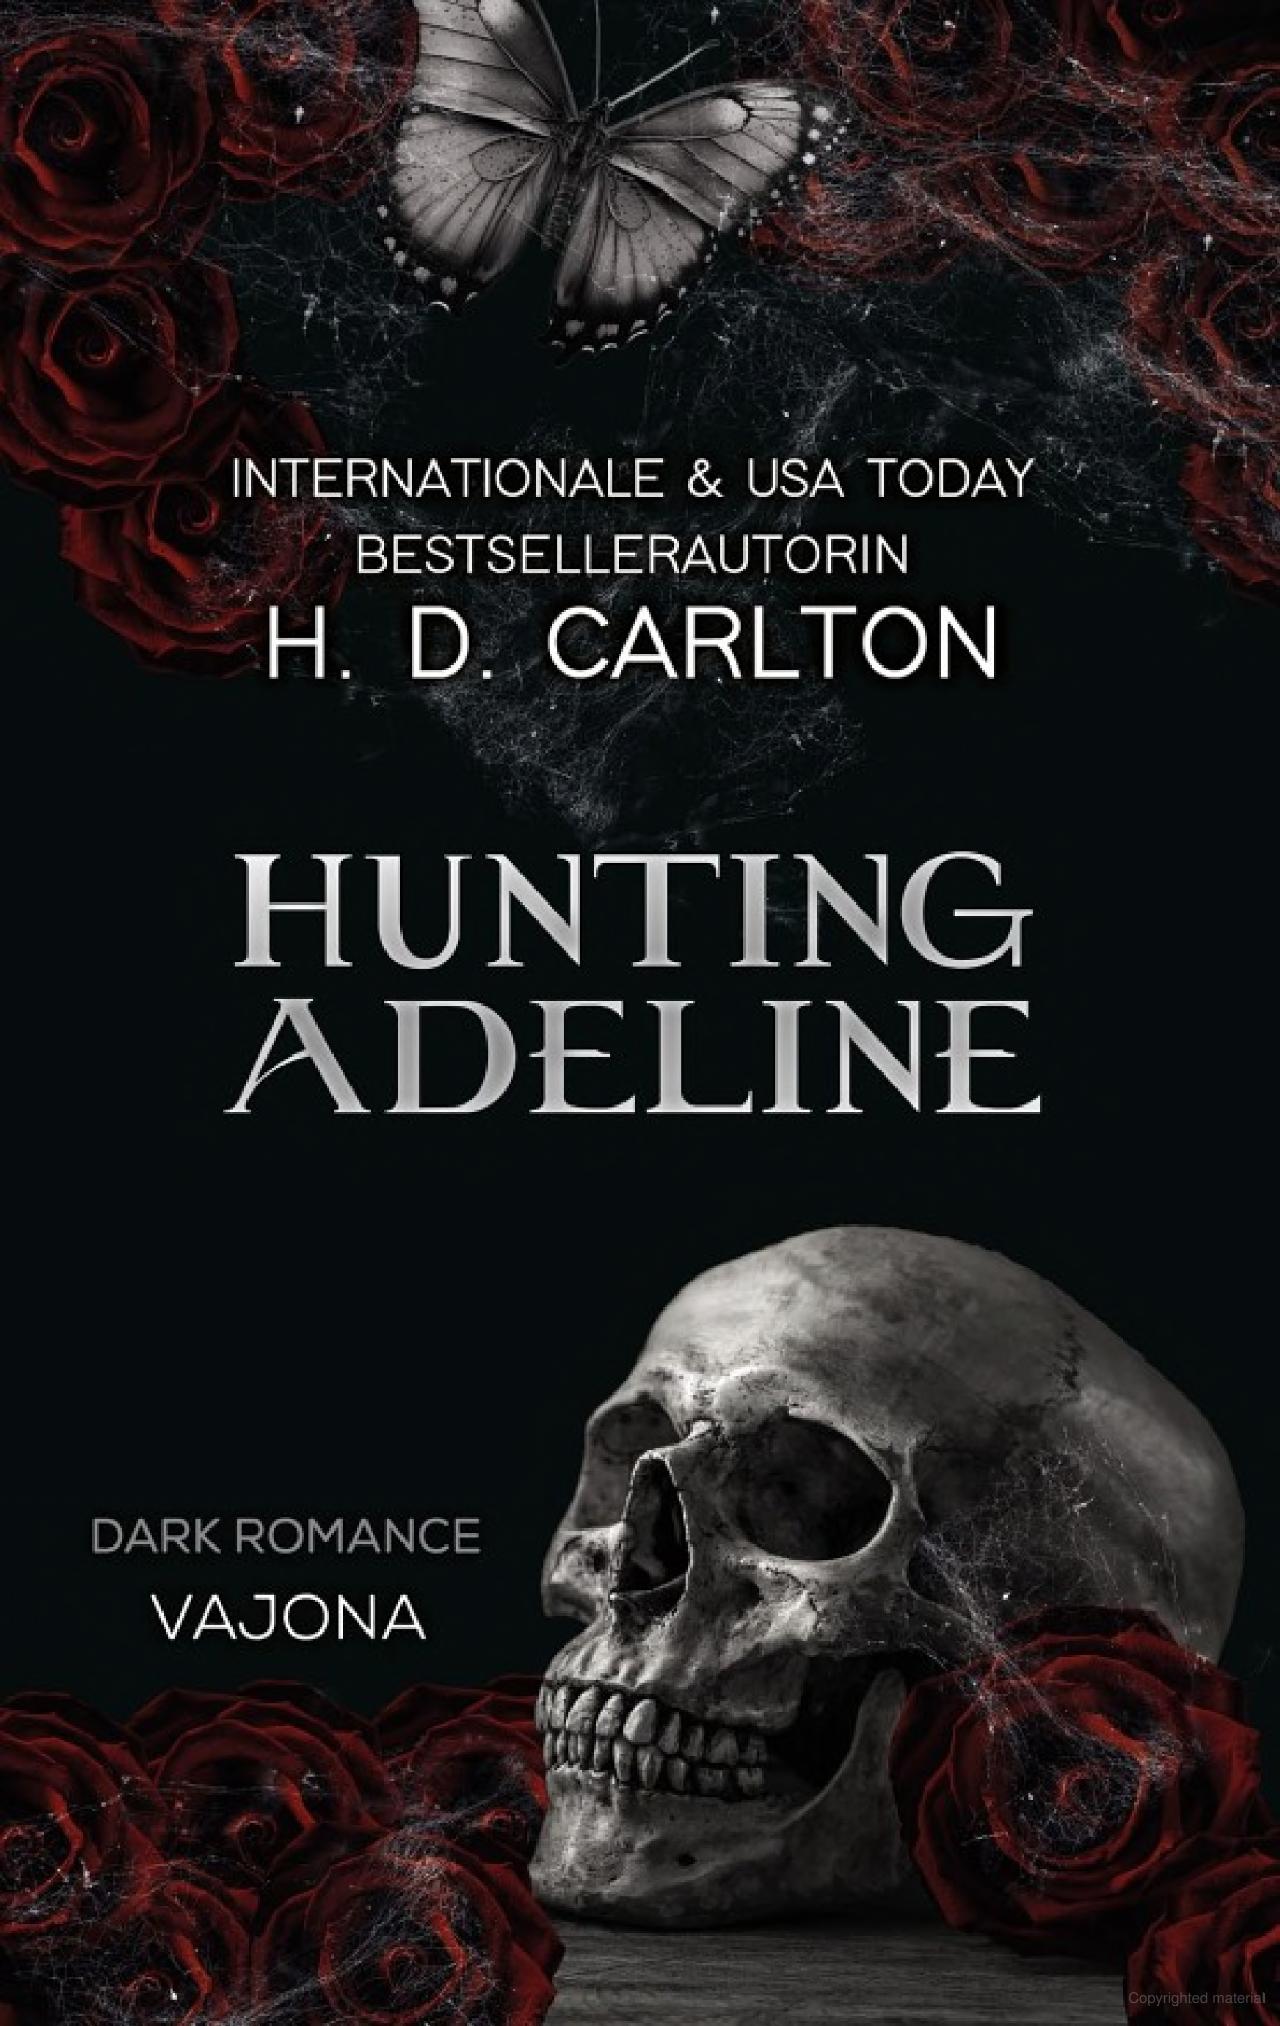 INTERNATIONALE & USA TODAY
BESTSELLERAUTORIN
H. D. CARLTON
HUNTING
ADELINE
DARK ROMANCE
VAJONA
Copyrighted material